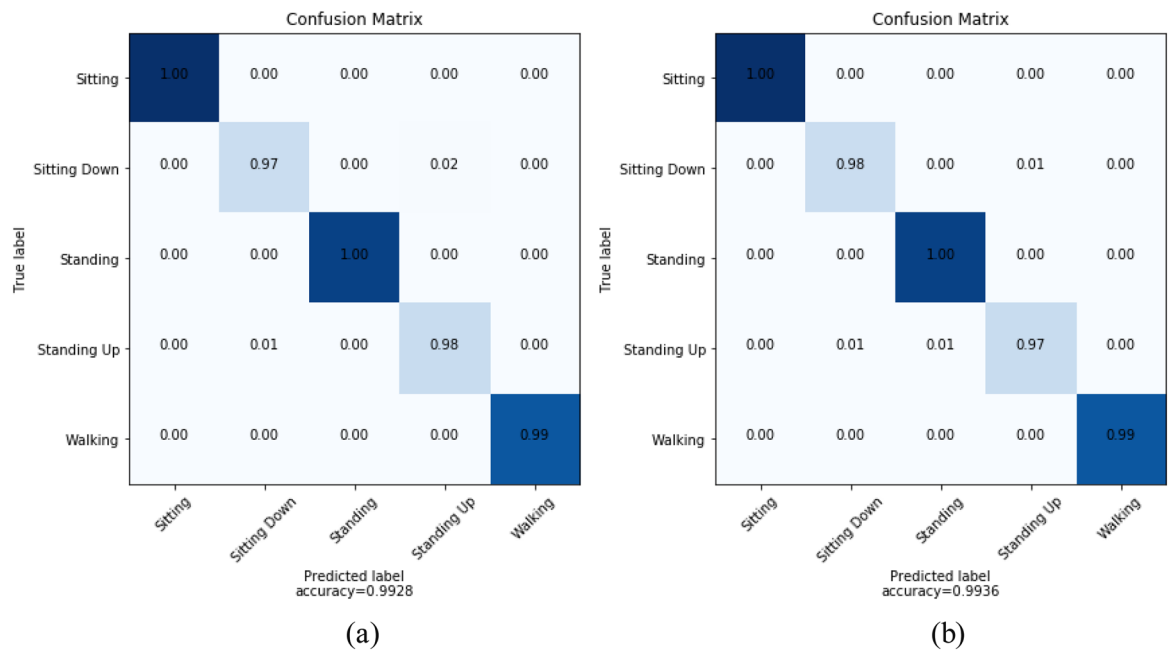 Confusion Matrix
Sitting 1.00 0.00 0.00 0.00 0.00
Sitting Down 0.00 0.97 0.00 0.02 0.00
Standing 0.00 0.00 1.00 0.00 0.00
Standing Up 0.00 0.01 0.00 0.98 0.00
Walking 0.00 0.00 0.00 0.00 0.99
True label
Sitting Sitting Down Standing Standing Up Walking
Predicted label
accuracy=0.9928
(a)
Confusion Matrix
Sitting 1.00 0.00 0.00 0.00 0.00
Sitting Down 0.00 0.98 0.00 0.01 0.00
Standing 0.00 0.00 1.00 0.00 0.00
Standing Up 0.00 0.01 0.01 0.97 0.00
Walking 0.00 0.00 0.00 0.00 0.99
True label
Sitting Sitting Down Standing Standing Up Walking
Predicted label
accuracy=0.9936
(b)